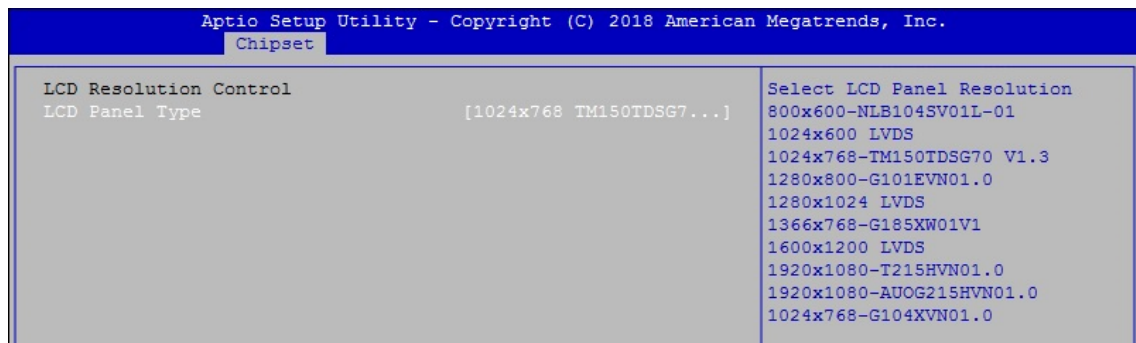 Aptio Setup Utility - Copyright (C) 2018 American Megatrends, Inc.
Chipset
LCD Resolution Control
LCD Panel Type [1024x768 TM150TDSG7...]
Select LCD Panel Resolution
800x600-NLB104SV01L-01
1024x600 LVDS
1024x768-TM150TDSG70 V1.3
1280x800-G101EVN01.0
1280x1024 LVDS
1366x768-G185XW01V1
1600x1200 LVDS
1920x1080-T215HVN01.0
1920x1080-AUOG215HVN01.0
1024x768-G104XVN01.0